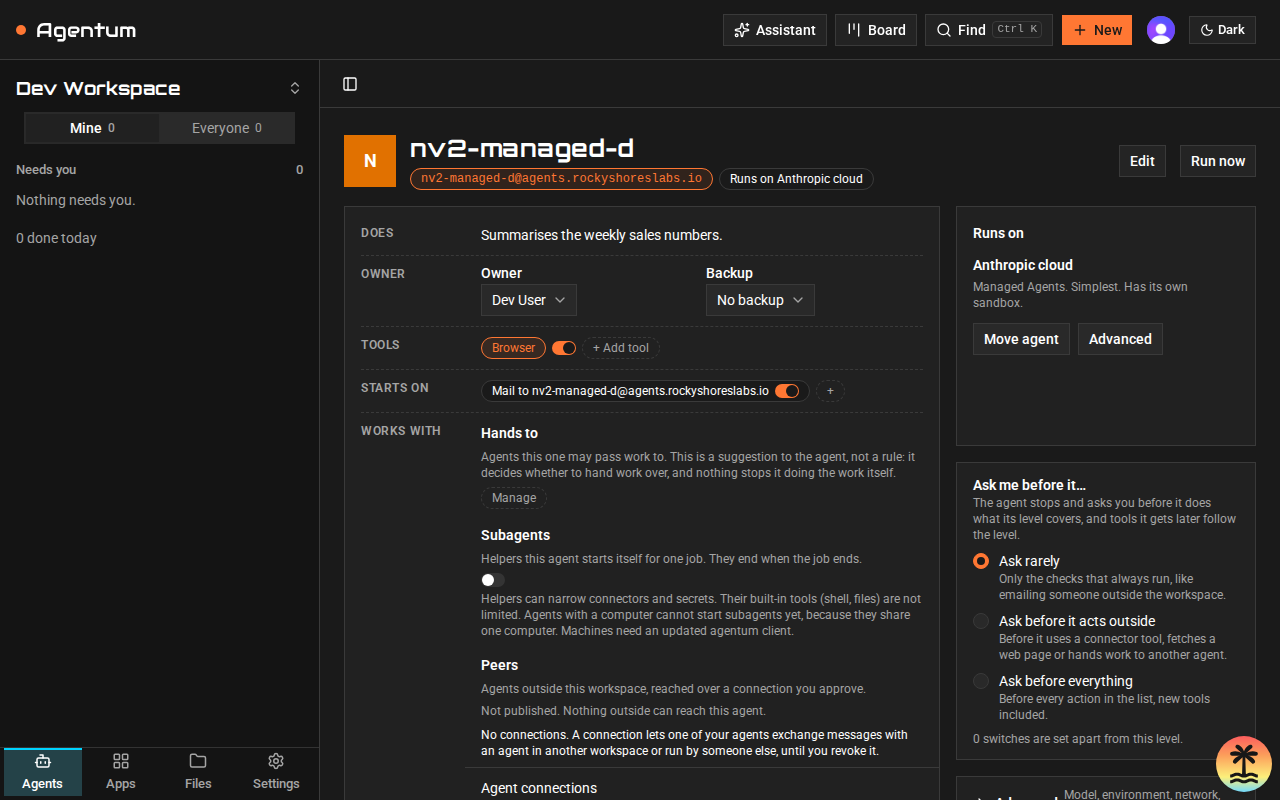 Agentum
Assistant
Board
Find Ctrl K
New
Dark
Dev Workspace
Mine 0
Everyone 0
Needs you 0
Nothing needs you.
0 done today
Agents
Apps
Files
Settings
N
nv2-managed-d
nv2-managed-d@agents.rockyshoreslabs.io
Runs on Anthropic cloud
Edit
Run now
DOES
Summarises the weekly sales numbers.
OWNER
Owner
Backup
Dev User
No backup
TOOLS
Browser
+ Add tool
STARTS ON
Mail to nv2-managed-d@agents.rockyshoreslabs.io
+
WORKS WITH
Hands to
Agents this one may pass work to. This is a suggestion to the agent, not a rule: it
decides whether to hand work over, and nothing stops it doing the work itself.
Manage
Subagents
Helpers this agent starts itself for one job. They end when the job ends.
Helpers can narrow connectors and secrets. Their built-in tools (shell, files) are not
limited. Agents with a computer cannot start subagents yet, because they share
one computer. Machines need an updated agentum client.
Peers
Agents outside this workspace, reached over a connection you approve.
Not published. Nothing outside can reach this agent.
No connections. A connection lets one of your agents exchange messages with
an agent in another workspace or run by someone else, until you revoke it.
Agent connections
Runs on
Anthropic cloud
Managed Agents. Simplest. Has its own
sandbox.
Move agent
Advanced
Ask me before it…
The agent stops and asks you before it does
what its level covers, and tools it gets later follow
the level.
Ask rarely
Only the checks that always run, like
emailing someone outside the workspace.
Ask before it acts outside
Before it uses a connector tool, fetches a
web page or hands work to another agent.
Ask before everything
Before every action in the list, new tools
included.
0 switches are set apart from this level.
Model, environment, network,